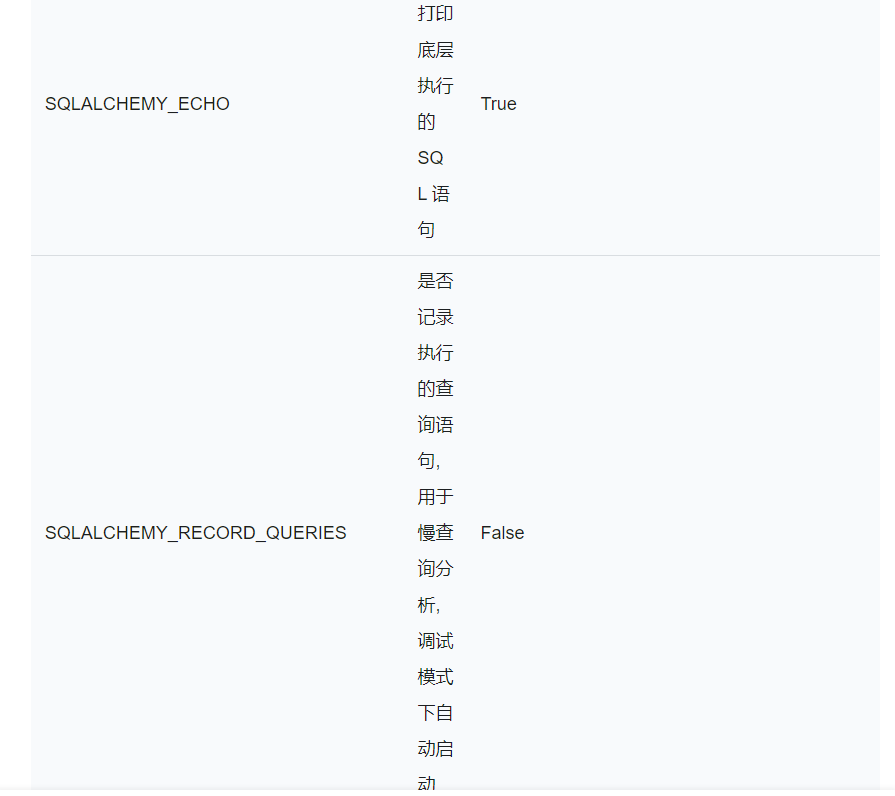 SQLALCHEMY_ECHO
打印
底层
执行
的
SQ
L 语
句
True
SQLALCHEMY_RECORD_QUERIES
是否
记录
执行
的查
询语
句,
用于
慢查
询分
析,
调试
模式
下自
动启
动
False